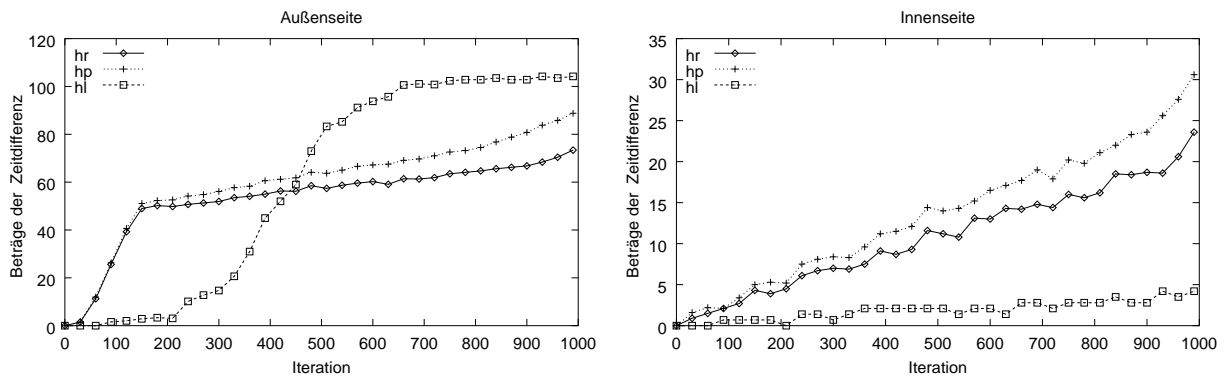 Außenseite
120
100
80
60
40
20
0
hr
hp
hl
Beträge der Zeitdifferenz
0 100 200 300 400 500 600 700 800 900 1000
Iteration
Innenseite
35
30
25
20
15
10
5
0
hr
hp
hl
Beträge der Zeitdifferenz
0 100 200 300 400 500 600 700 800 900 1000
Iteration